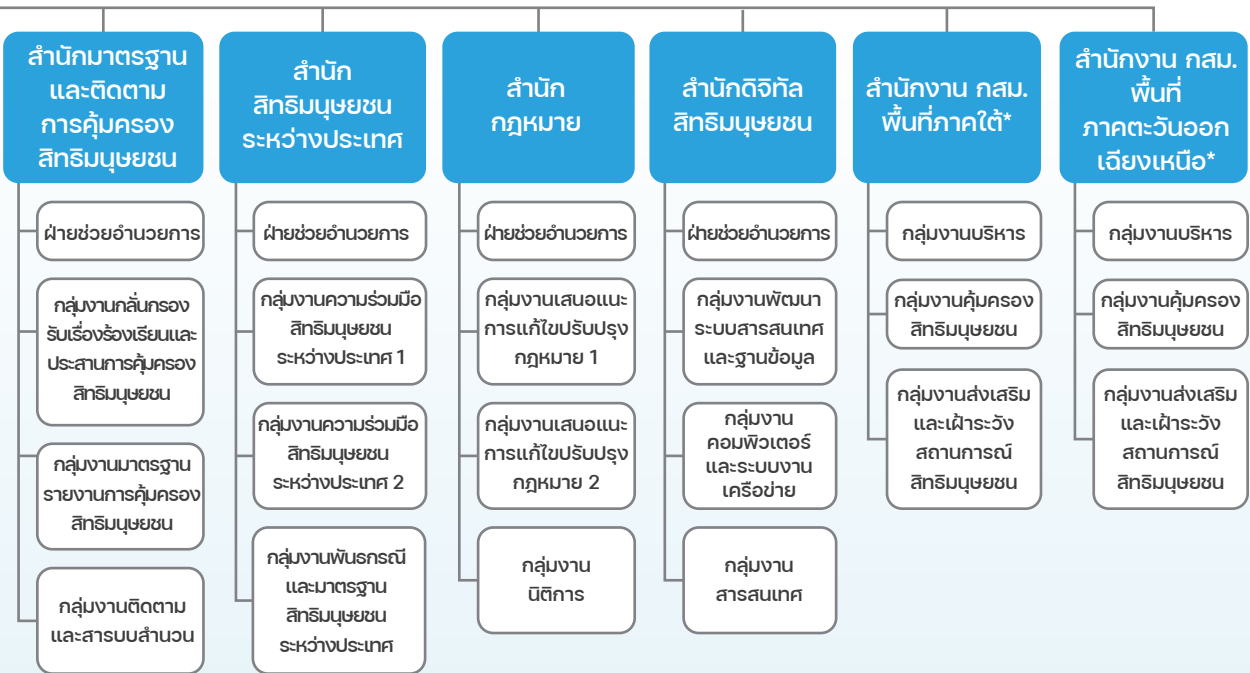 สำนักมาตรฐาน
และติดตาม
การคุ้มครอง
สิทธิมนุษยชน
ฝ่ายช่วยอำนวยการ
กลุ่มงานกลั่นกรอง
รับเรื่องร้องเรียนและ
ประสานการคุ้มครอง
สิทธิมนุษยชน
กลุ่มงานมาตรฐาน
รายงานการคุ้มครอง
สิทธิมนุษยชน
กลุ่มงานติดตาม
และสารบบสำนวน
สำนัก
สิทธิมนุษยชน
ระหว่างประเทศ
ฝ่ายช่วยอำนวยการ
กลุ่มงานความร่วมมือ
สิทธิมนุษยชน
ระหว่างประเทศ 1
กลุ่มงานความร่วมมือ
สิทธิมนุษยชน
ระหว่างประเทศ 2
กลุ่มงานพันธกรณี
และมาตรฐาน
สิทธิมนุษยชน
ระหว่างประเทศ
สำนัก
กฎหมาย
ฝ่ายช่วยอำนวยการ
กลุ่มงานเสนอแนะ
การแก้ไขปรับปรุง
กฎหมาย 1
กลุ่มงานเสนอแนะ
การแก้ไขปรับปรุง
กฎหมาย 2
กลุ่มงาน
นิติการ
สำนักดิจิทัล
สิทธิมนุษยชน
ฝ่ายช่วยอำนวยการ
กลุ่มงานพัฒนา
ระบบสารสนเทศ
และฐานข้อมูล
กลุ่มงาน
คอมพิวเตอร์
และระบบงาน
เครือข่าย
กลุ่มงาน
สารสนเทศ
สำนักงาน กสม.
พื้นที่ภาคใต้*
กลุ่มงานบริหาร
กลุ่มงานคุ้มครอง
สิทธิมนุษยชน
กลุ่มงานส่งเสริม
และเฝ้าระวัง
สถานการณ์
สิทธิมนุษยชน
สำนักงาน กสม.
พื้นที่
ภาคตะวันออก
เฉียงเหนือ*
กลุ่มงานบริหาร
กลุ่มงานคุ้มครอง
สิทธิมนุษยชน
กลุ่มงานส่งเสริม
และเฝ้าระวัง
สถานการณ์
สิทธิมนุษยชน